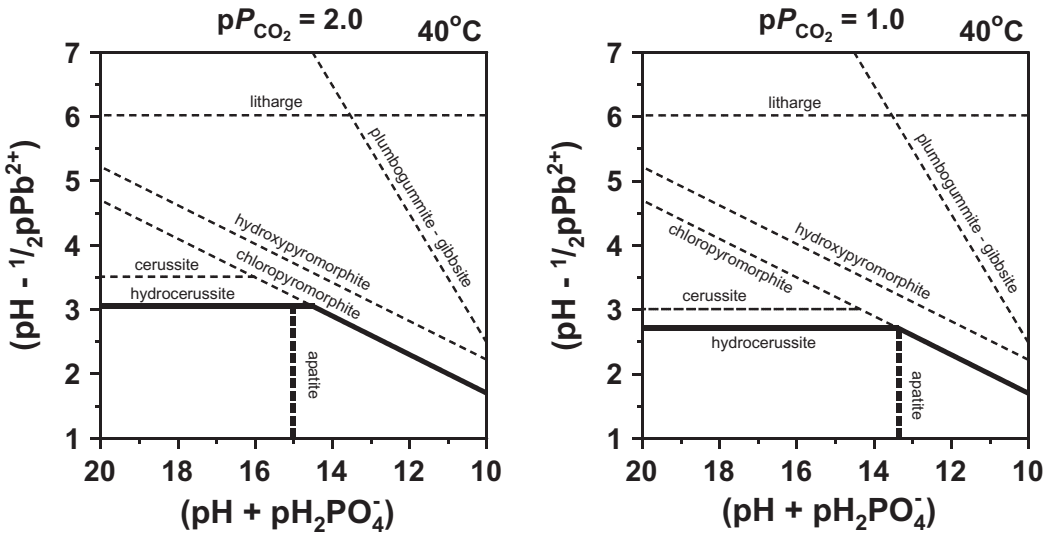 pP_CO₂ = 2.0 40°C
7
6
5
4
3
2
1
(pH - ¹/₂pPb²⁺)
litharge
plumbogummite - gibbsite
hydroxypyromorphite
chloropyromorphite
cerussite
hydrocerussite
apatite
20 18 16 14 12 10
(pH + pH₂PO₄⁻)
pP_CO₂ = 1.0 40°C
7
6
5
4
3
2
1
(pH - ¹/₂pPb²⁺)
litharge
plumbogummite - gibbsite
hydroxypyromorphite
chloropyromorphite
cerussite
hydrocerussite
apatite
20 18 16 14 12 10
(pH + pH₂PO₄⁻)